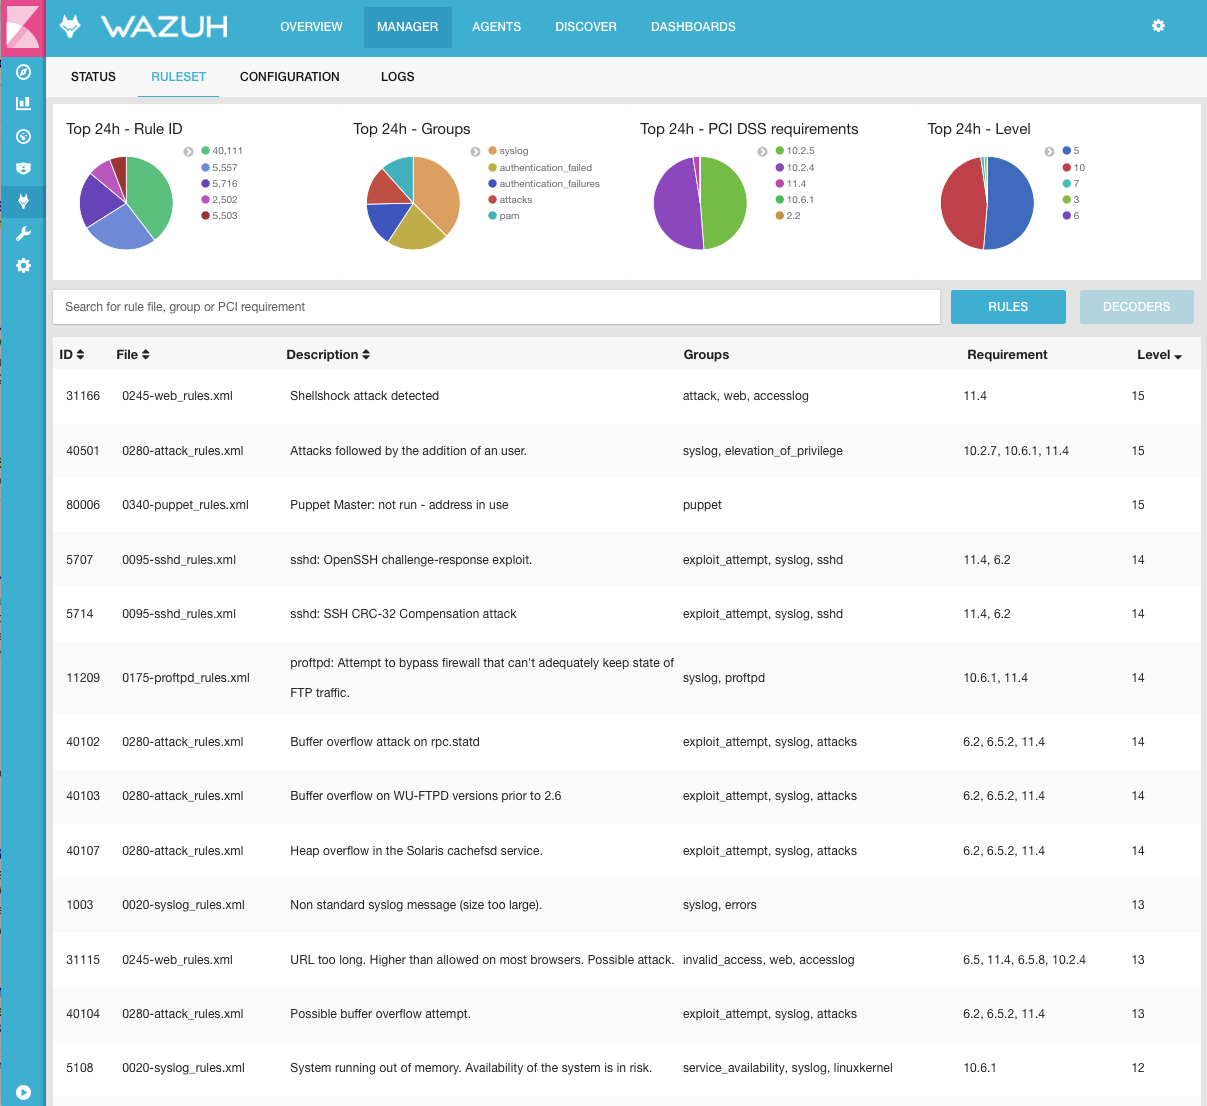 WAZUH OVERVIEW MANAGER AGENTS DISCOVER DASHBOARDS
STATUS RULESET CONFIGURATION LOGS
Top 24h - Rule ID
40,111
5,557
5,716
2,502
5,503
Top 24h - Groups
syslog
authentication_failed
authentication_failures
attacks
pam
Top 24h - PCI DSS requirements
10.2.5
10.2.4
11.4
10.6.1
2.2
Top 24h - Level
5
10
7
3
6
Search for rule file, group or PCI requirement RULES DECODERS
ID File Description Groups Requirement Level
31166 0245-web_rules.xml Shellshock attack detected attack, web, accesslog 11.4 15
40501 0280-attack_rules.xml Attacks followed by the addition of an user. syslog, elevation_of_privilege 10.2.7, 10.6.1, 11.4 15
80006 0340-puppet_rules.xml Puppet Master: not run - address in use puppet 15
5707 0095-sshd_rules.xml sshd: OpenSSH challenge-response exploit. exploit_attempt, syslog, sshd 11.4, 6.2 14
5714 0095-sshd_rules.xml sshd: SSH CRC-32 Compensation attack exploit_attempt, syslog, sshd 11.4, 6.2 14
11209 0175-proftpd_rules.xml proftpd: Attempt to bypass firewall that can't adequately keep state of
FTP traffic. syslog, proftpd 10.6.1, 11.4 14
40102 0280-attack_rules.xml Buffer overflow attack on rpc.statd exploit_attempt, syslog, attacks 6.2, 6.5.2, 11.4 14
40103 0280-attack_rules.xml Buffer overflow on WU-FTPD versions prior to 2.6 exploit_attempt, syslog, attacks 6.2, 6.5.2, 11.4 14
40107 0280-attack_rules.xml Heap overflow in the Solaris cachefsd service. exploit_attempt, syslog, attacks 6.2, 6.5.2, 11.4 14
1003 0020-syslog_rules.xml Non standard syslog message (size too large). syslog, errors 13
31115 0245-web_rules.xml URL too long. Higher than allowed on most browsers. Possible attack. invalid_access, web, accesslog 6.5, 11.4, 6.5.8, 10.2.4 13
40104 0280-attack_rules.xml Possible buffer overflow attempt. exploit_attempt, syslog, attacks 6.2, 6.5.2, 11.4 13
5108 0020-syslog_rules.xml System running out of memory. Availability of the system is in risk. service_availability, syslog, linuxkernel 10.6.1 12